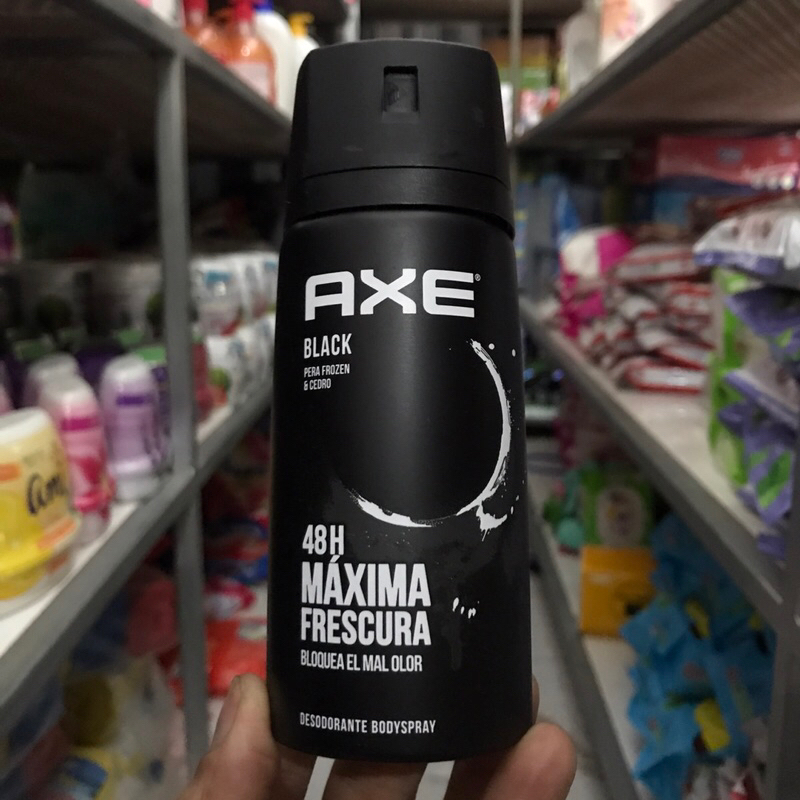 AXE®
BLACK
PERA FROZEN
& CEDRO
48H
MÁXIMA
FRESCURA
BLOQUEA EL MAL OLOR
DESODORANTE BODYSPRAY